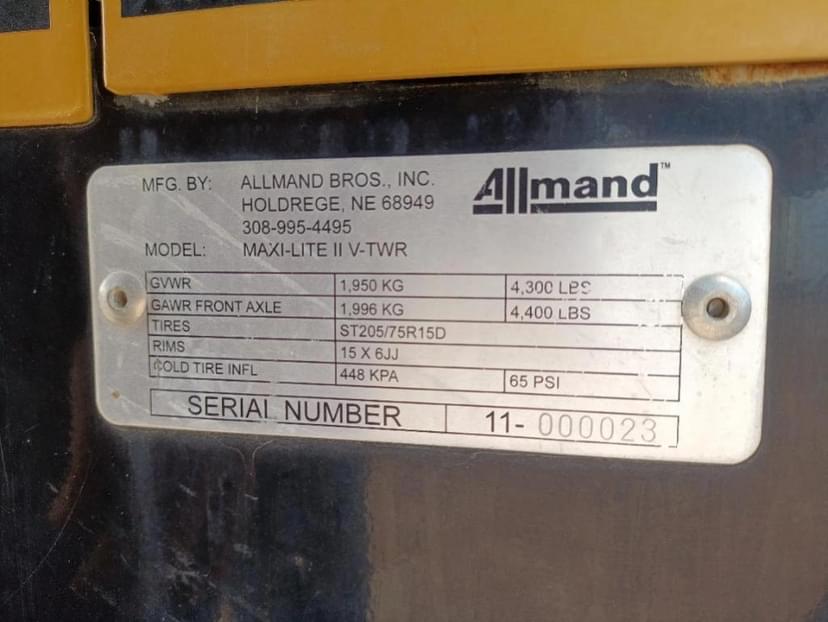 MFG. BY: ALLMAND BROS., INC.
HOLDREGE, NE 68949
308-995-4495
Allmand™
MODEL: MAXI-LITE II V-TWR
GVWR 1,950 KG 4,300 LBS
GAWR FRONT AXLE 1,996 KG 4,400 LBS
TIRES ST205/75R15D
RIMS 15 X 6JJ
COLD TIRE INFL 448 KPA 65 PSI
SERIAL NUMBER 11- 000023